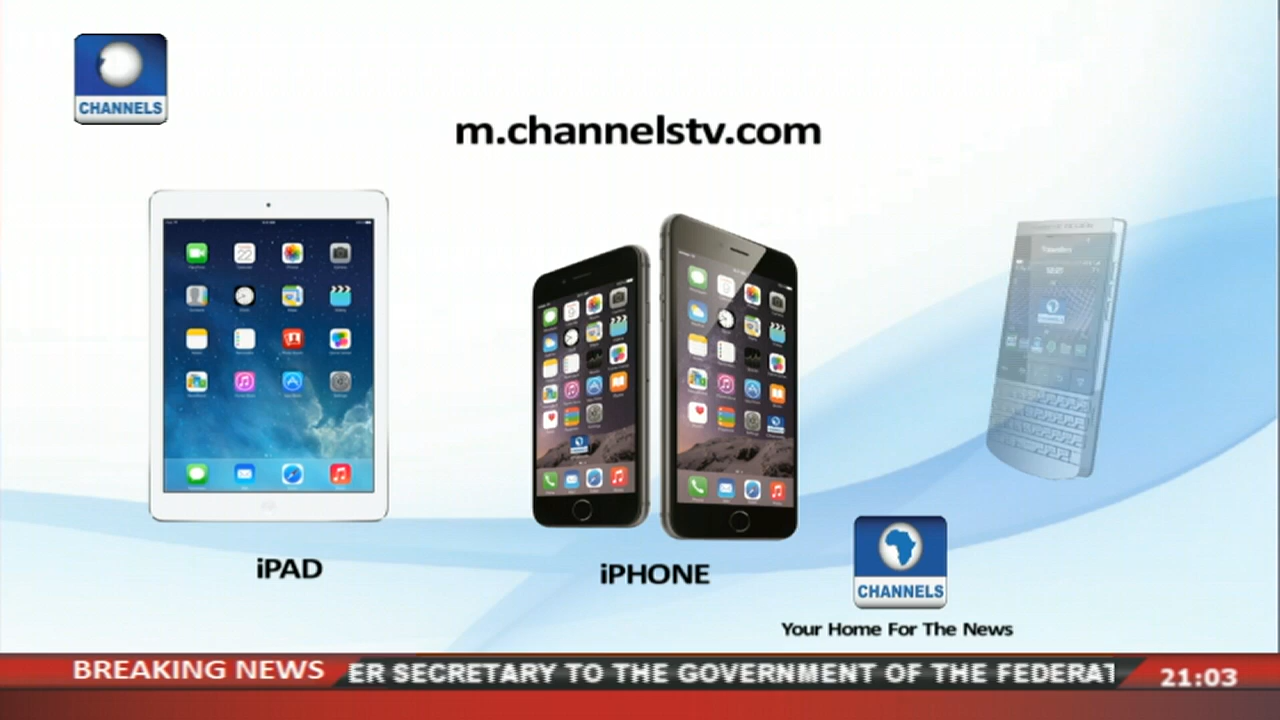 CHANNELS
m.channelstv.com
iPAD
iPHONE
CHANNELS
Your Home For The News
BREAKING NEWS
ER SECRETARY TO THE GOVERNMENT OF THE FEDERAT
21:03